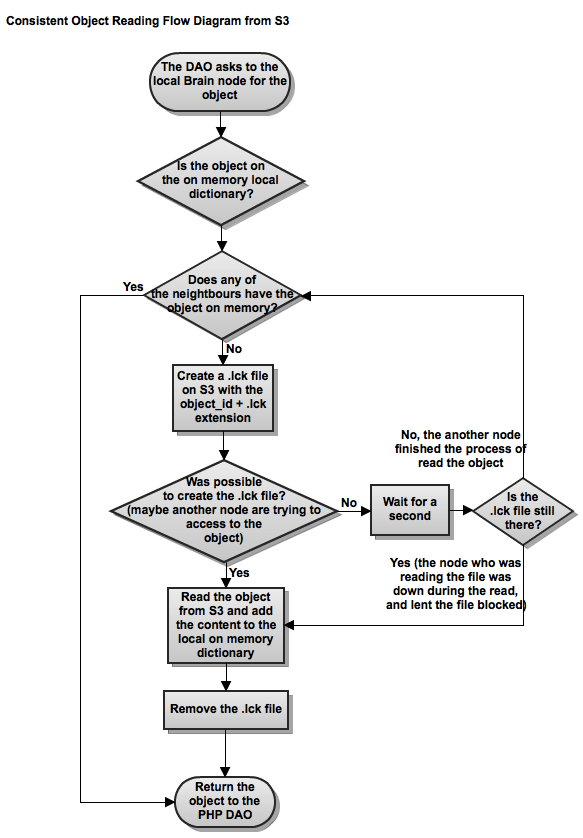 Consistent Object Reading Flow Diagram from S3
The DAO asks to the
local Brain node for the
object
Is the object on
the on memory local
dictionary?
Does any of
the neighbours have the
object on memory?
Yes
No
Create a .lck file
on S3 with the
object_id + .lck
extension
Was possible
to create the .lck file?
(maybe another node are trying to
access to the
object)
No
Wait for a
second
Is the
.lck file still
there?
No, the another node
finished the process of
read the object
Yes (the node who was
reading the file was
down during the read,
and lent the file blocked)
Yes
Read the object
from S3 and add
the content to the
local on memory
dictionary
Remove the .lck file
Return the
object to the
PHP DAO